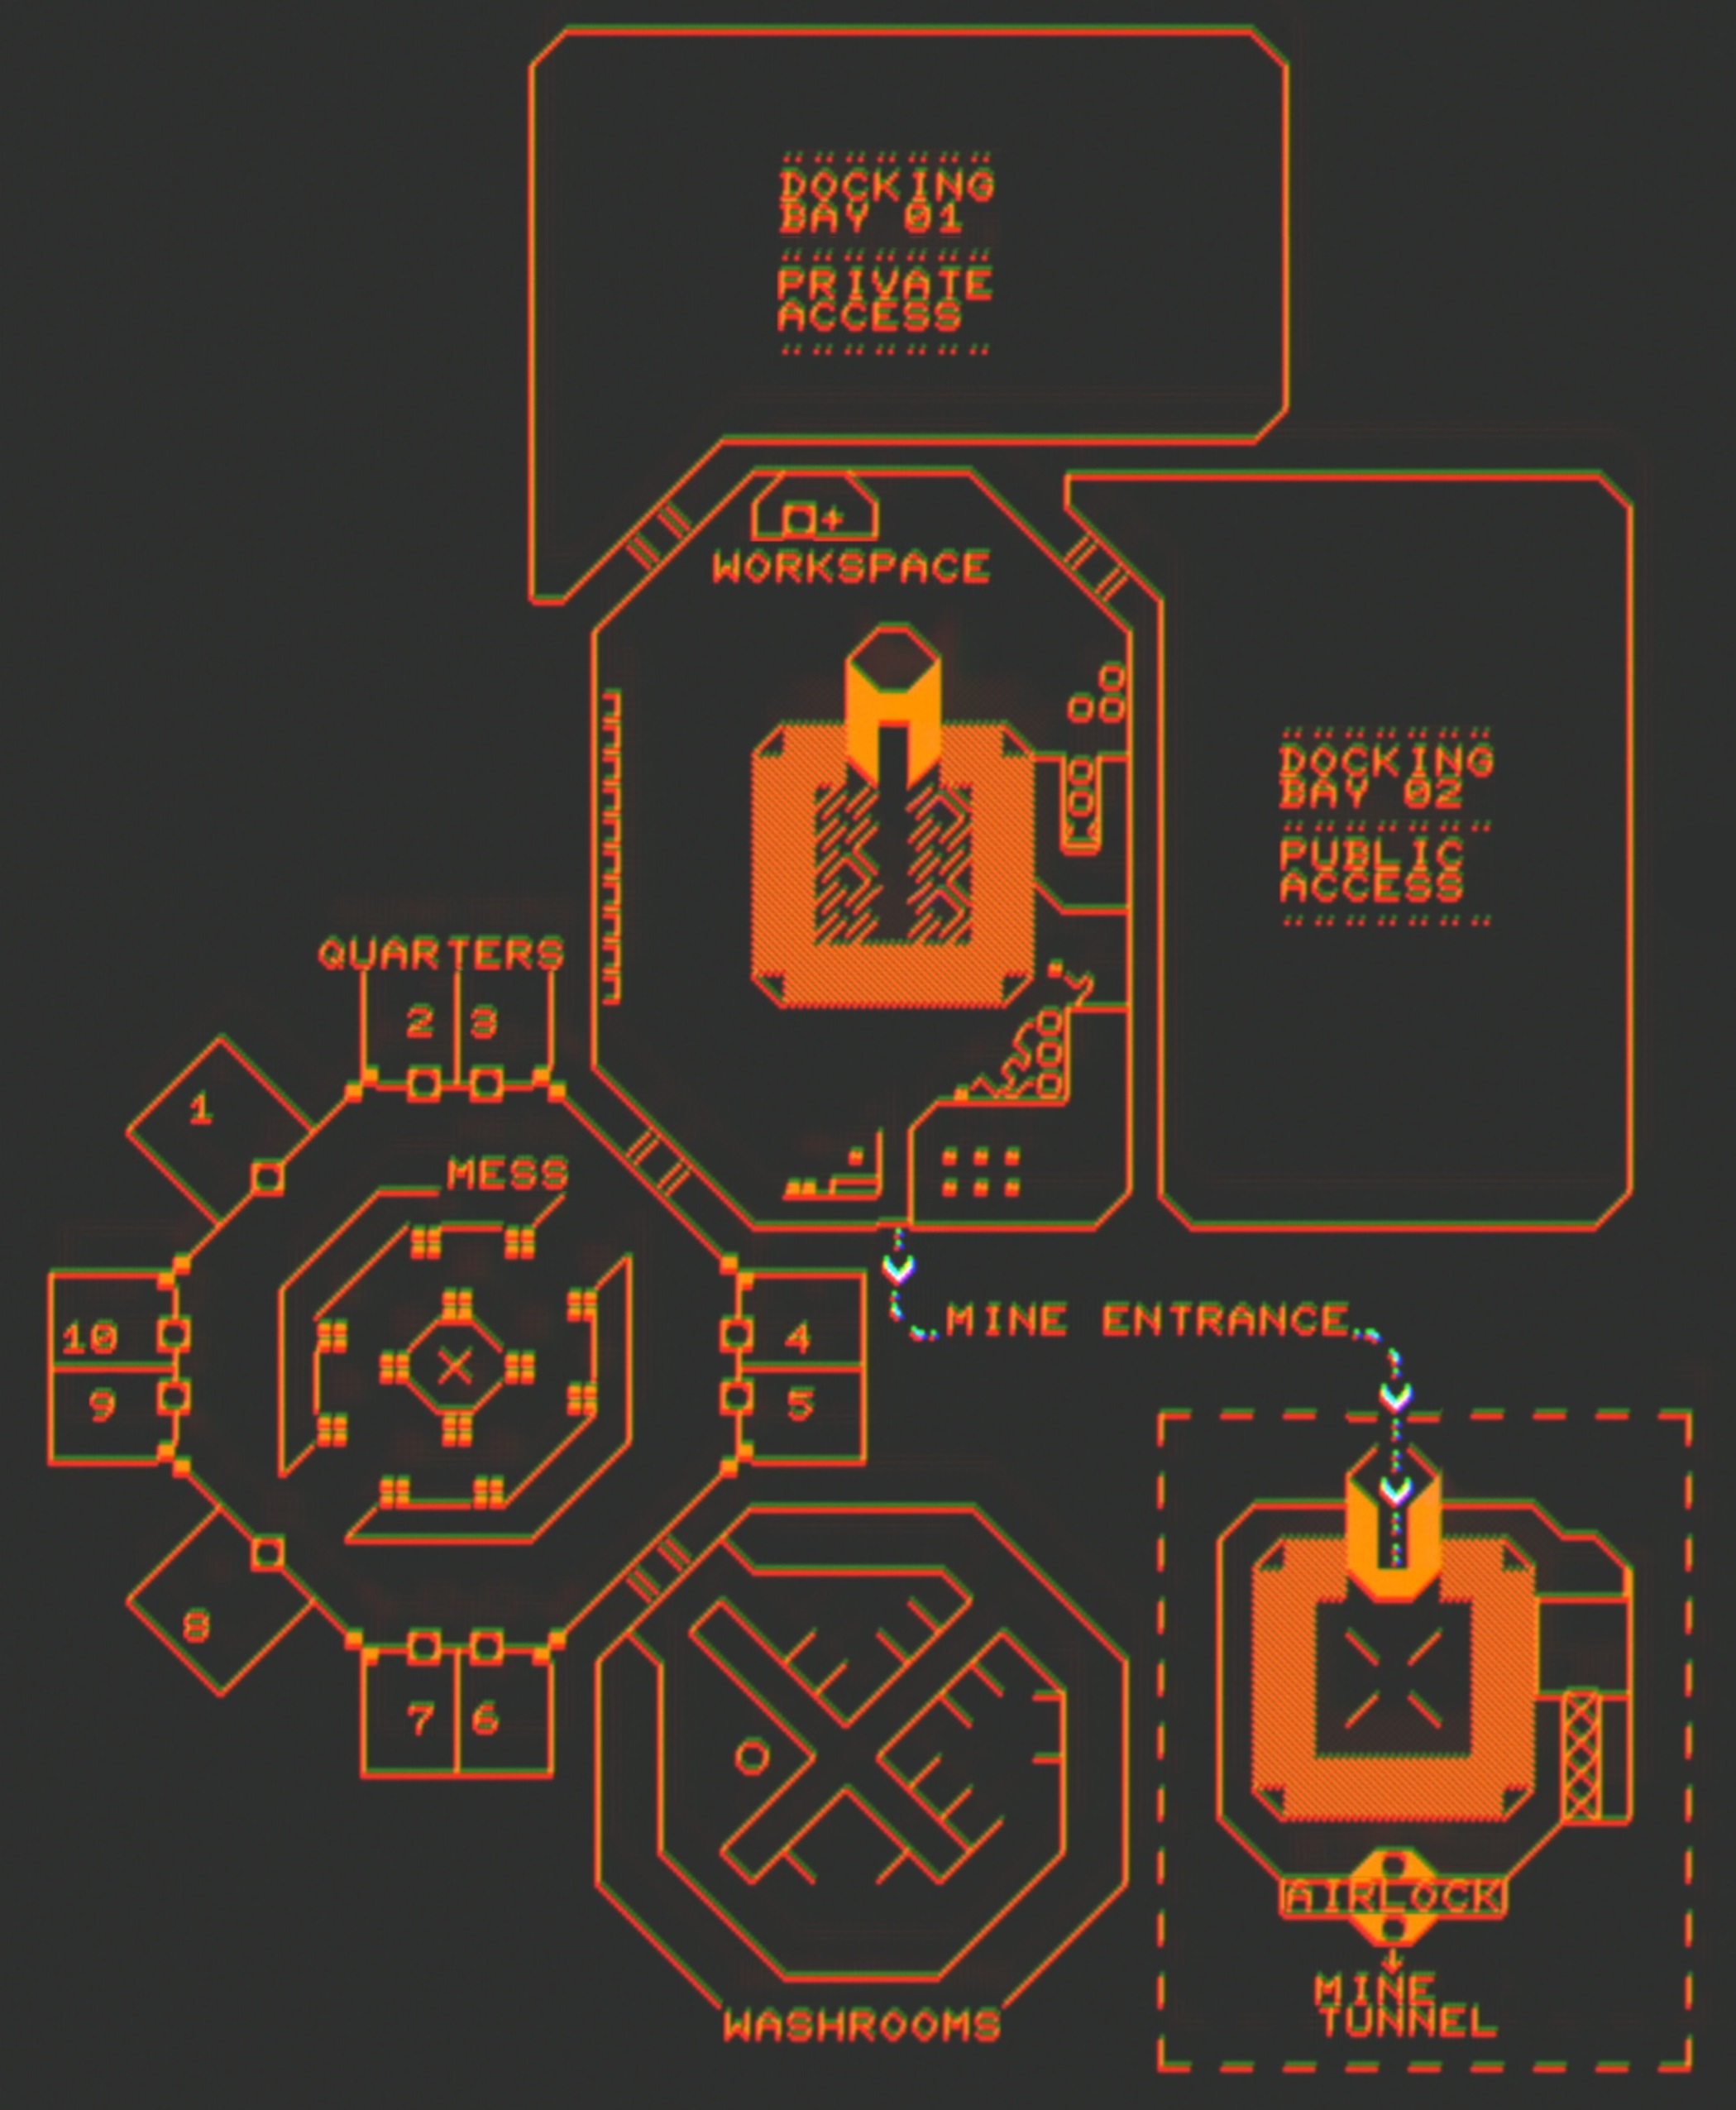 DOCKING
BAY 01
PRIVATE
ACCESS
WORKSPACE
DOCKING
BAY 02
PUBLIC
ACCESS
QUARTERS
2 3
1
MESS
10
9
4
5
MINE ENTRANCE
8
7 6
AIRLOCK
MINE
TUNNEL
WASHROOMS